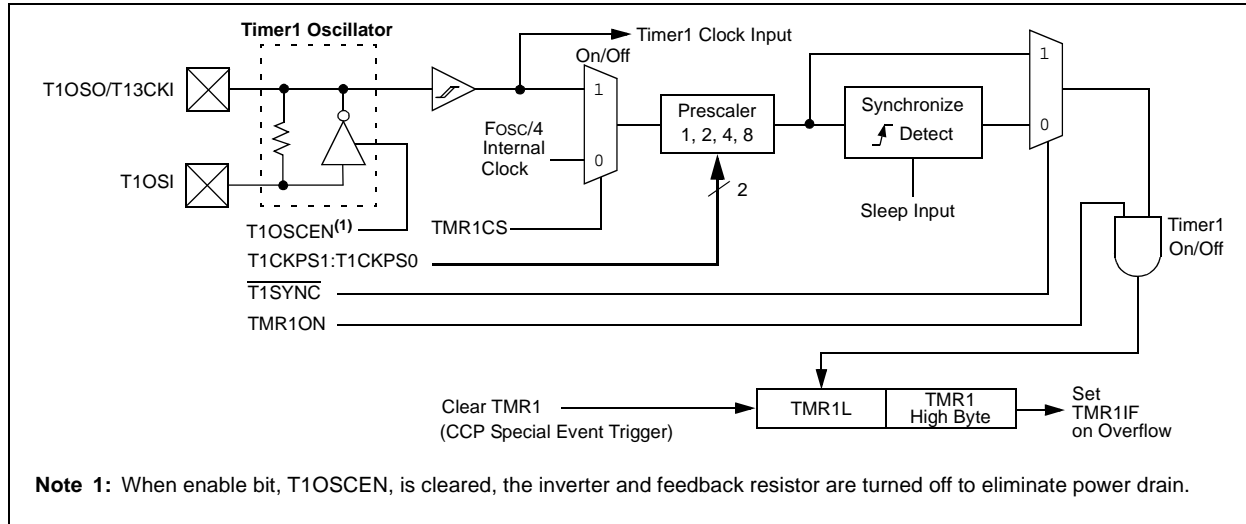 Timer1 Oscillator
Timer1 Clock Input
On/Off
1
T1OSO/T13CKI
1
Prescaler
1, 2, 4, 8
Synchronize
Detect
FOSC/4
Internal
Clock
0
0
T1OSI
2
Sleep Input
T1OSCEN(1)
TMR1CS
Timer1
On/Off
T1CKPS1:T1CKPS0
T1SYNC
TMR1ON
Clear TMR1
(CCP Special Event Trigger)
TMR1L
TMR1
High Byte
Set
TMR1IF
on Overflow
Note 1: When enable bit, T1OSCEN, is cleared, the inverter and feedback resistor are turned off to eliminate power drain.